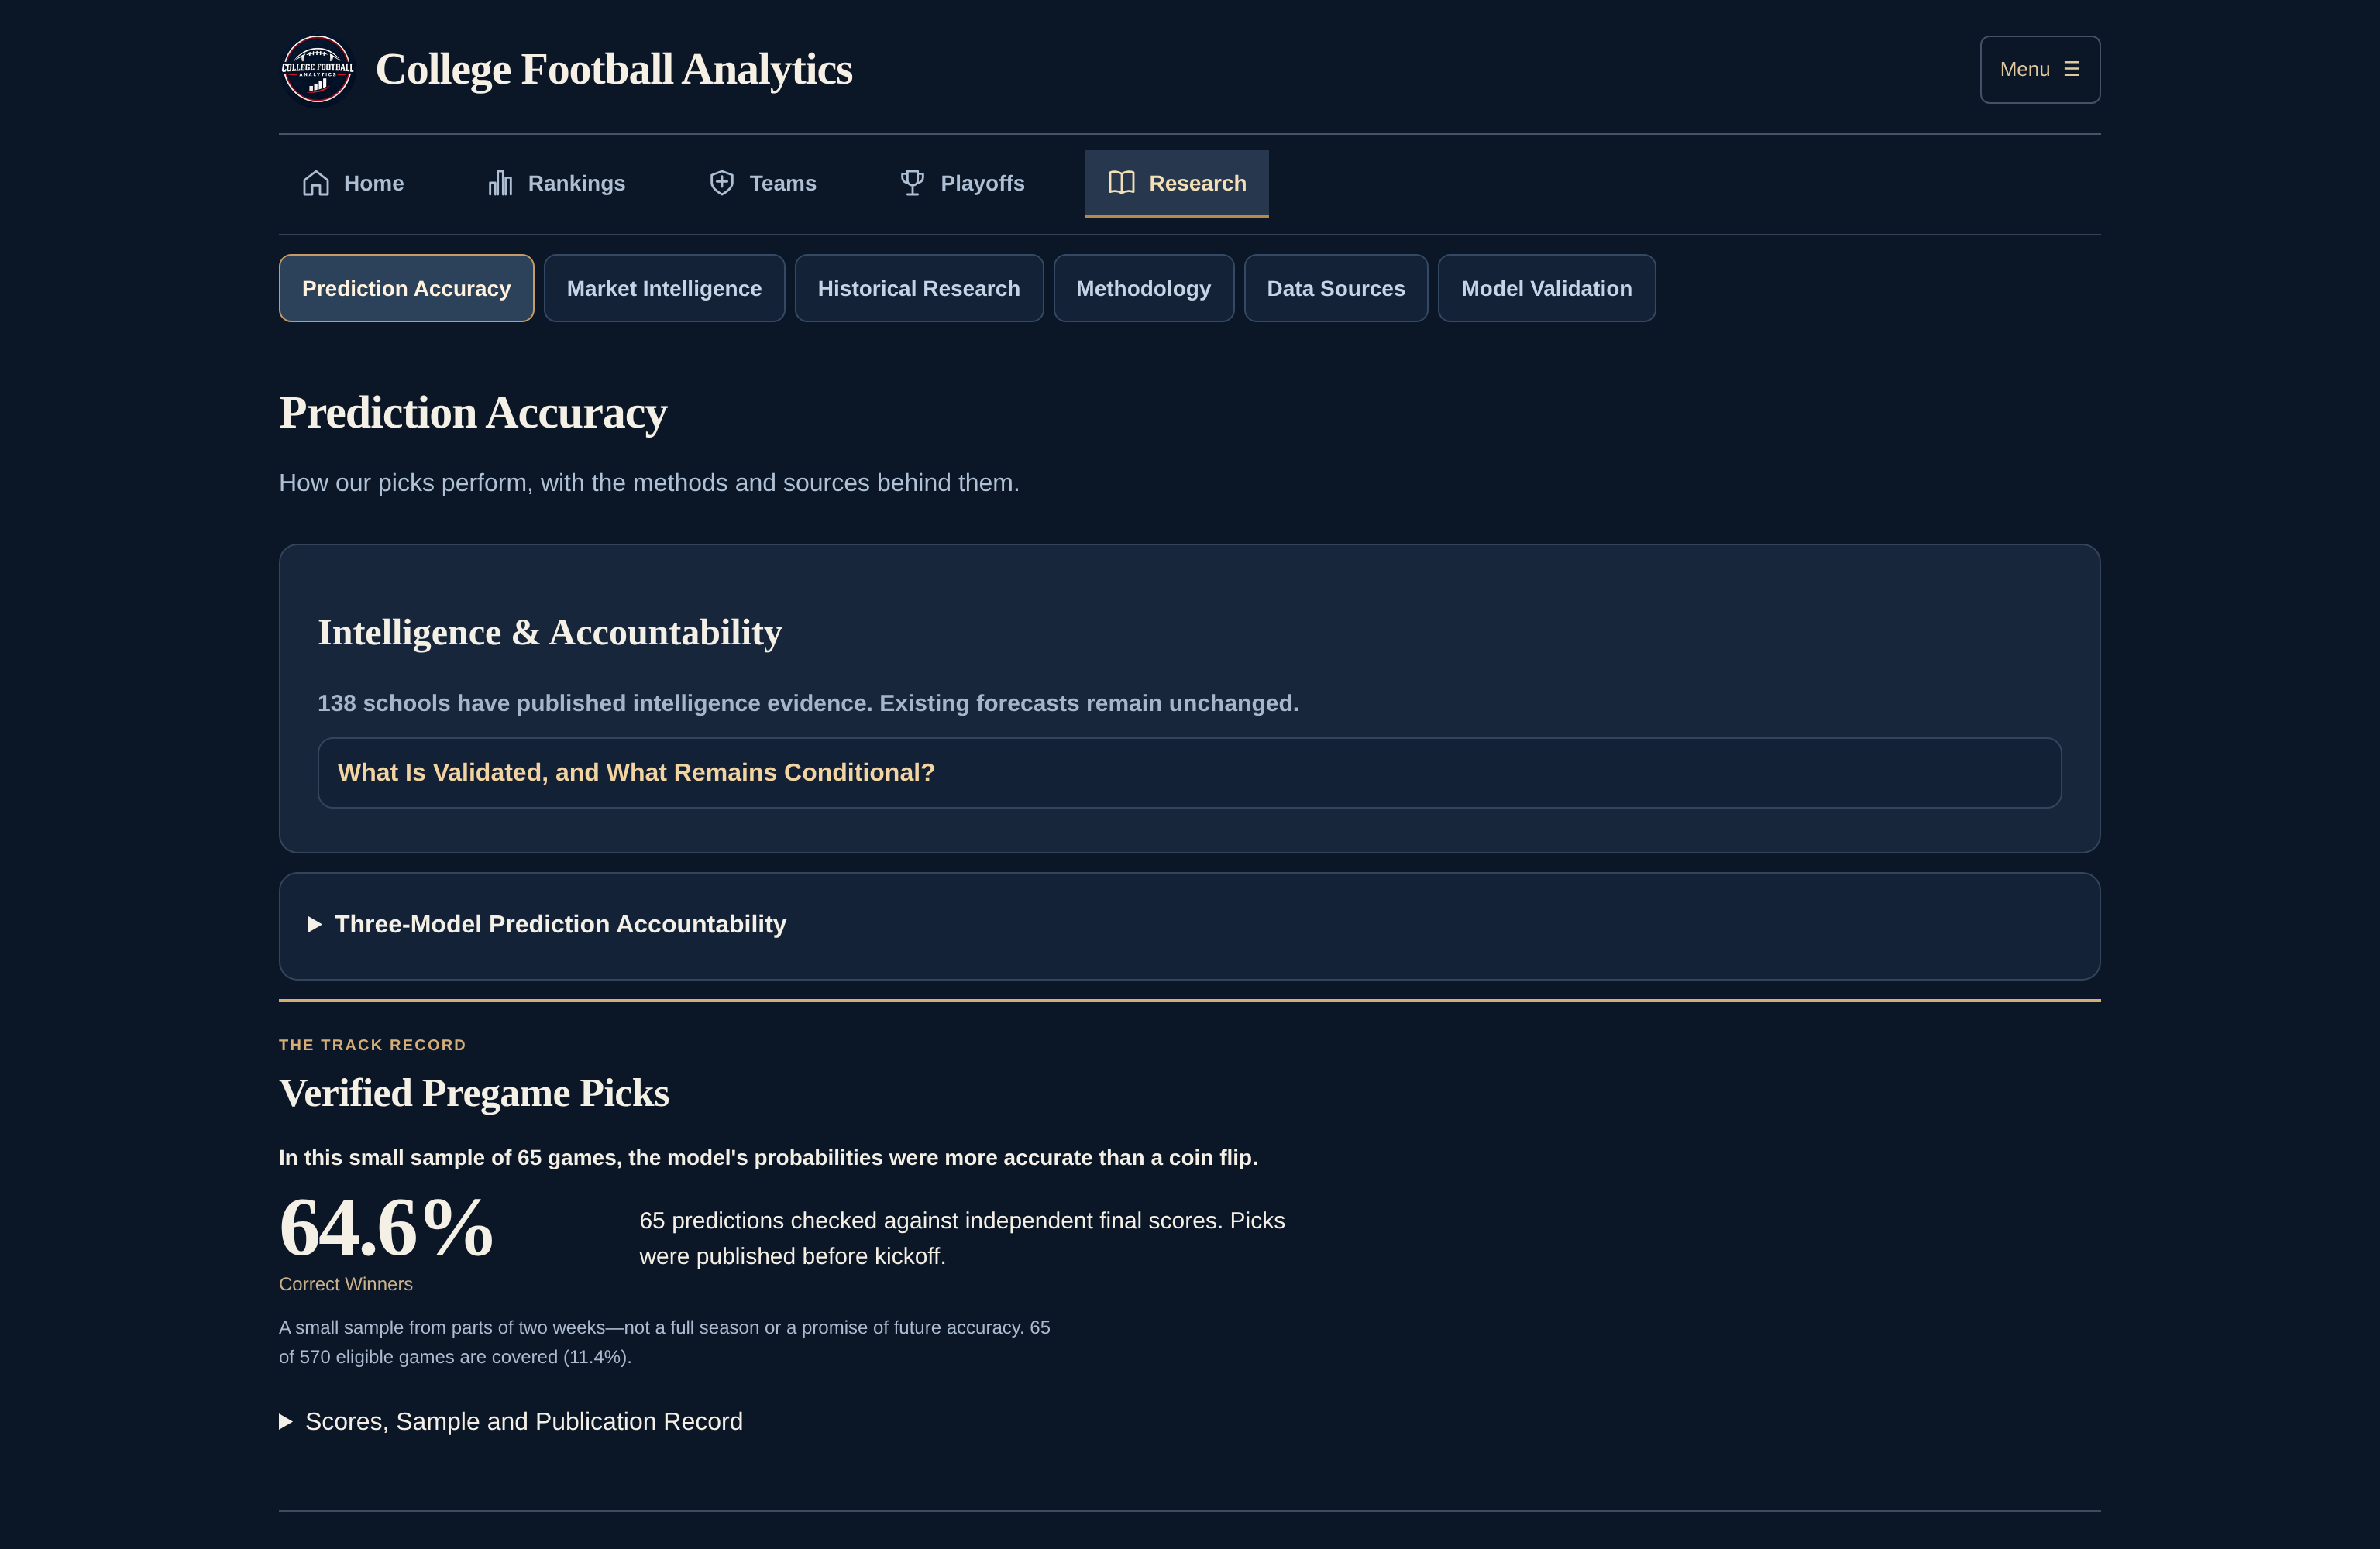 COLLEGE FOOTBALL
ANALYTICS
College Football Analytics
Menu ☰
Home
Rankings
Teams
Playoffs
Research
Prediction Accuracy
Market Intelligence
Historical Research
Methodology
Data Sources
Model Validation
Prediction Accuracy
How our picks perform, with the methods and sources behind them.
Intelligence & Accountability
138 schools have published intelligence evidence. Existing forecasts remain unchanged.
What Is Validated, and What Remains Conditional?
Three-Model Prediction Accountability
THE TRACK RECORD
Verified Pregame Picks
In this small sample of 65 games, the model's probabilities were more accurate than a coin flip.
64.6%
Correct Winners
65 predictions checked against independent final scores. Picks
were published before kickoff.
A small sample from parts of two weeks—not a full season or a promise of future accuracy. 65
of 570 eligible games are covered (11.4%).
Scores, Sample and Publication Record